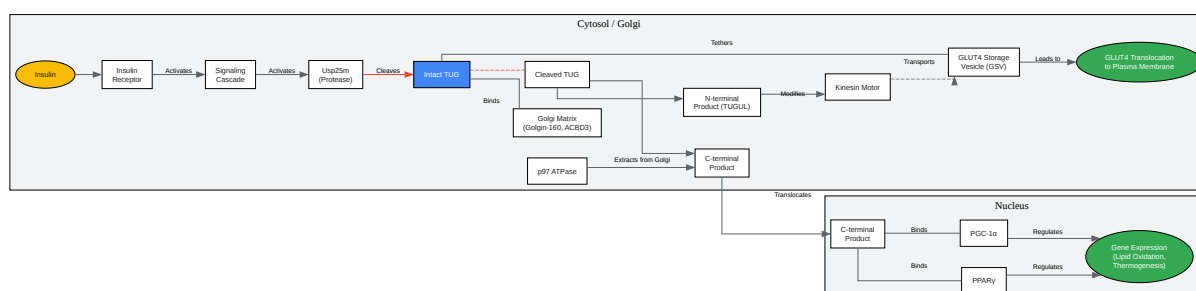 Cytosol / Golgi
Insulin
Insulin
Receptor
Activates
Signaling
Cascade
Activates
Usp25m
(Protease)
Cleaves
Intact TUG
Tethers
Binds
Cleaved TUG
Golgi Matrix
(Golgin-160, ACBD3)
p97 ATPase
Extracts from Golgi
N-terminal
Product (TUGUL)
Modifies
Kinesin Motor
Transports
GLUT4 Storage
Vesicle (GSV)
Leads to
GLUT4 Translocation
to Plasma Membrane
C-terminal
Product
Translocates
Nucleus
C-terminal
Product
Binds
PGC-1α
Regulates
Binds
PPARγ
Regulates
Gene Expression
(Lipid Oxidation,
Thermogenesis)